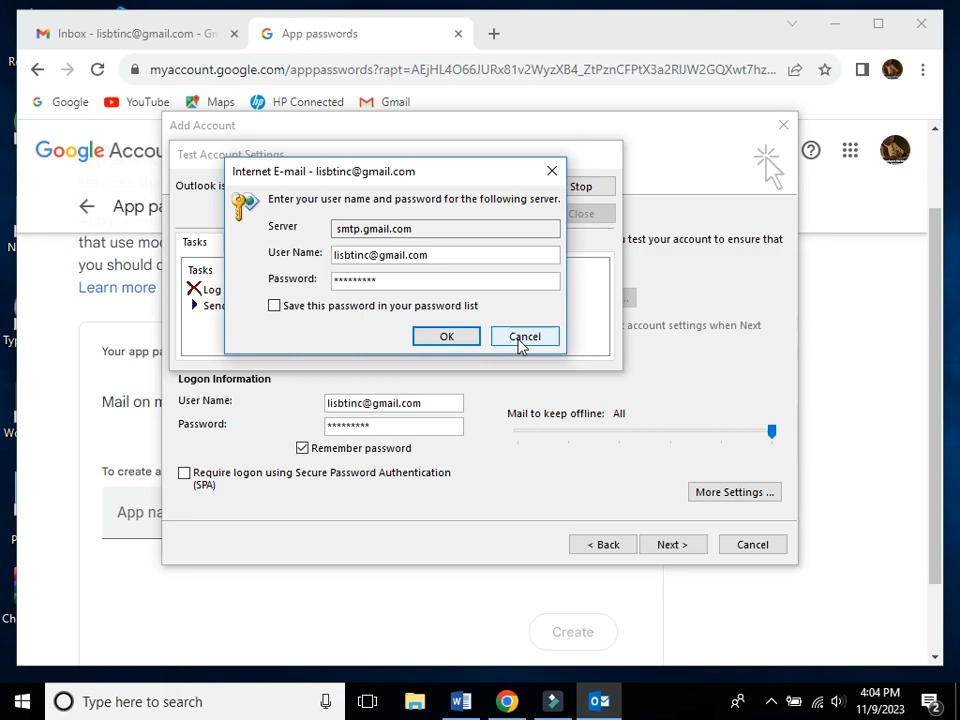 Inbox - lisbtinc@gmail.com - Gr
App passwords
myaccount.google.com/apppasswords?rapt=AEjHL4O66JURx81v2WyzXB4_ZtPznCFPtX3a2RlJW2GQXwt7hz...
Google
YouTube
Maps
HP Connected
Gmail
Add Account
Google Accou
Test Account Settings
Internet E-mail - lisbtinc@gmail.com
Outlook is
Stop
Enter your user name and password for the following server.
Close
App pa
Server
smtp.gmail.com
that use mod
Tasks
User Name:
lisbtinc@gmail.com
you test your account to ensure that
you should c
Tasks
Password:
*********
Learn more
Log
Send
Save this password in your password list
account settings when Next
OK
Cancel
Your app pa
Logon Information
Mail on m
User Name:
lisbtinc@gmail.com
Mail to keep offline: All
Password:
*********
Remember password
To create a
Require logon using Secure Password Authentication
(SPA)
More Settings ...
App na
< Back
Next >
Cancel
Create
Type here to search
4:04 PM
11/9/2023
2